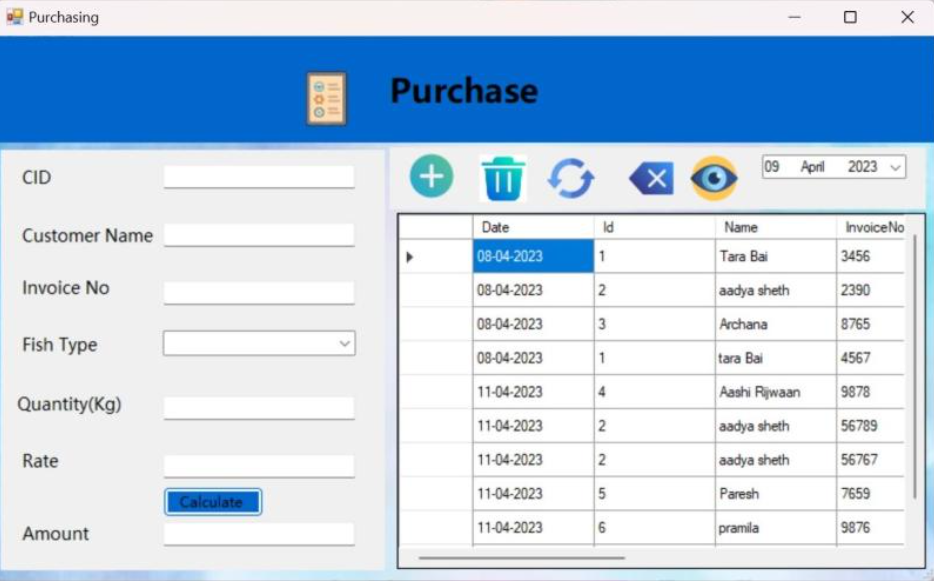 Purchasing
Purchase
CID
Customer Name
Invoice No
Fish Type
Quantity(Kg)
Rate
Calculate
Amount
09 April 2023
Date Id Name InvoiceNo
08-04-2023 1 Tara Bai 3456
08-04-2023 2 aadya sheth 2390
08-04-2023 3 Archana 8765
08-04-2023 1 tara Bai 4567
11-04-2023 4 Aashi Rijwaan 9878
11-04-2023 2 aadya sheth 56789
11-04-2023 2 aadya sheth 56767
11-04-2023 5 Paresh 7659
11-04-2023 6 pramila 9876